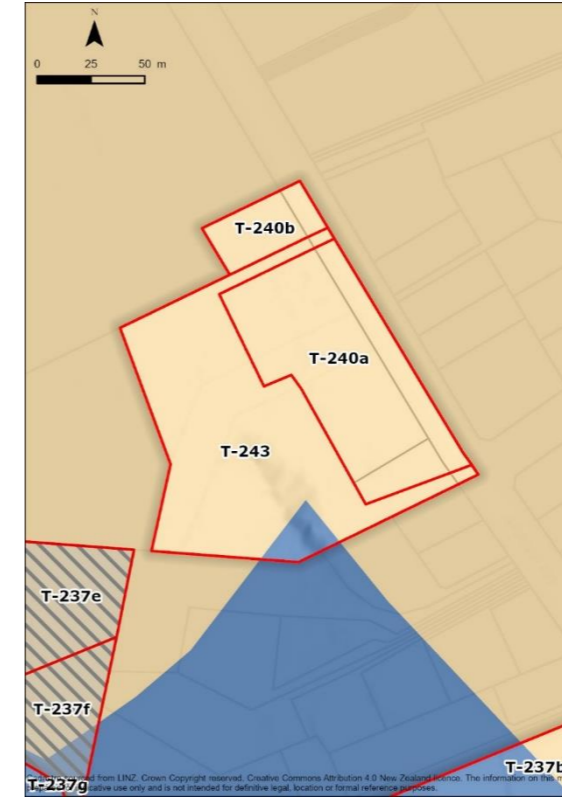 N
0 25 50 m
T-240b
T-240a
T-243
T-237e
T-237f
T-237b
T-237g
from LINZ. Crown Copyright reserved. Creative Commons Attribution 4.0 New Zealand licence. The information on this
use only and is not intended for definitive legal, location or formal reference purposes.